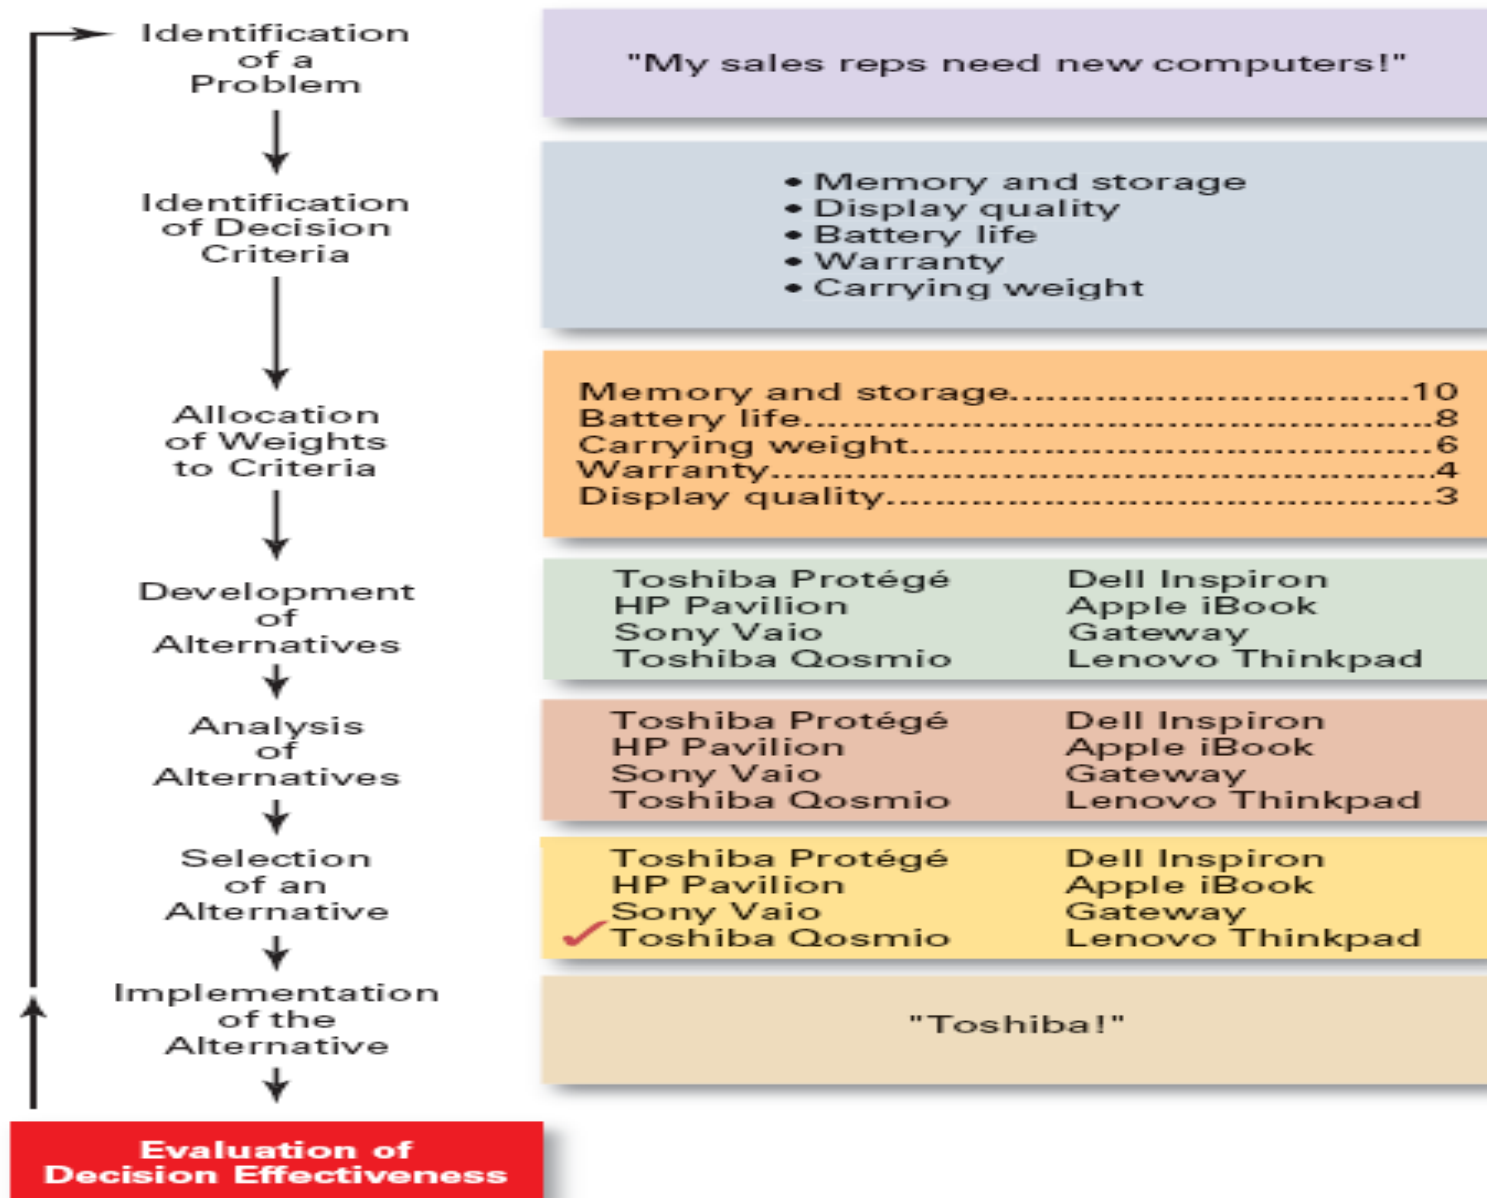 Identification
of a
Problem
"My sales reps need new computers!"
Identification
of Decision
Criteria
• Memory and storage
• Display quality
• Battery life
• Warranty
• Carrying weight
Allocation
of Weights
to Criteria
Memory and storage..................................10
Battery life.....................................................8
Carrying weight............................................6
Warranty........................................................4
Display quality..............................................3
Development
of
Alternatives
Toshiba Protégé Dell Inspiron
HP Pavilion Apple iBook
Sony Vaio Gateway
Toshiba Qosmio Lenovo Thinkpad
Analysis
of
Alternatives
Toshiba Protégé Dell Inspiron
HP Pavilion Apple iBook
Sony Vaio Gateway
Toshiba Qosmio Lenovo Thinkpad
Selection
of an
Alternative
Toshiba Protégé Dell Inspiron
HP Pavilion Apple iBook
Sony Vaio Gateway
✓Toshiba Qosmio Lenovo Thinkpad
Implementation
of the
Alternative
"Toshiba!"
Evaluation of
Decision Effectiveness